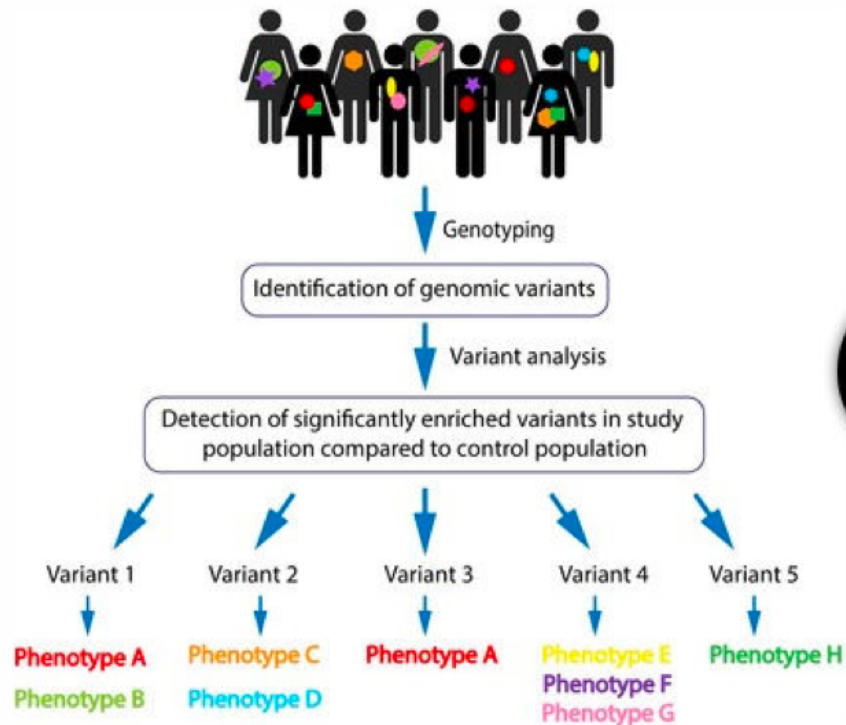 Genotyping
Identification of genomic variants
Variant analysis
Detection of significantly enriched variants in study
population compared to control population
Variant 1
Variant 2
Variant 3
Variant 4
Variant 5
Phenotype A
Phenotype C
Phenotype A
Phenotype E
Phenotype H
Phenotype B
Phenotype D
Phenotype F
Phenotype G